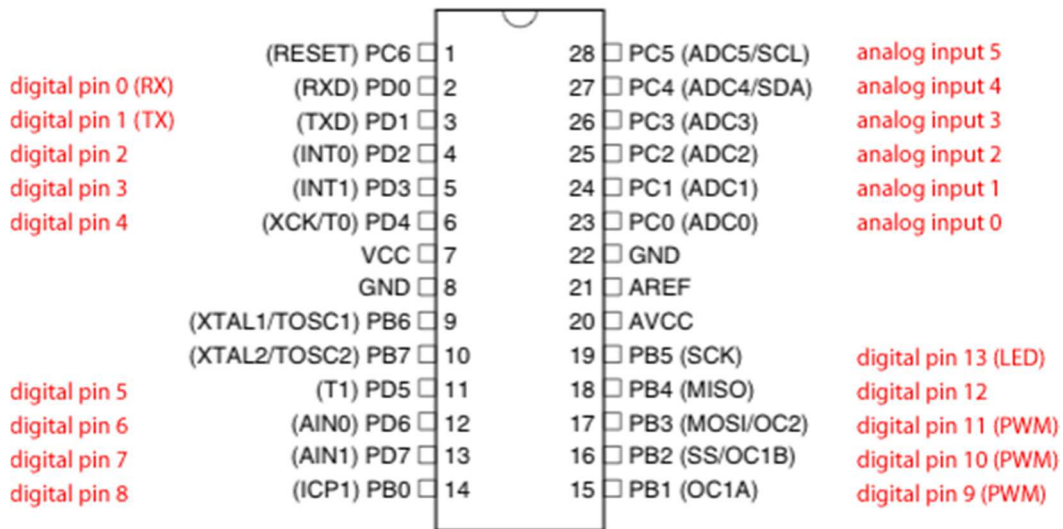 (RESET) PC6 1 28 PC5 (ADC5/SCL) analog input 5
digital pin 0 (RX) (RXD) PD0 2 27 PC4 (ADC4/SDA) analog input 4
digital pin 1 (TX) (TXD) PD1 3 26 PC3 (ADC3) analog input 3
digital pin 2 (INT0) PD2 4 25 PC2 (ADC2) analog input 2
digital pin 3 (INT1) PD3 5 24 PC1 (ADC1) analog input 1
digital pin 4 (XCK/T0) PD4 6 23 PC0 (ADC0) analog input 0
VCC 7 22 GND
GND 8 21 AREF
(XTAL1/TOSC1) PB6 9 20 AVCC
(XTAL2/TOSC2) PB7 10 19 PB5 (SCK) digital pin 13 (LED)
digital pin 5 (T1) PD5 11 18 PB4 (MISO) digital pin 12
digital pin 6 (AIN0) PD6 12 17 PB3 (MOSI/OC2) digital pin 11 (PWM)
digital pin 7 (AIN1) PD7 13 16 PB2 (SS/OC1B) digital pin 10 (PWM)
digital pin 8 (ICP1) PB0 14 15 PB1 (OC1A) digital pin 9 (PWM)